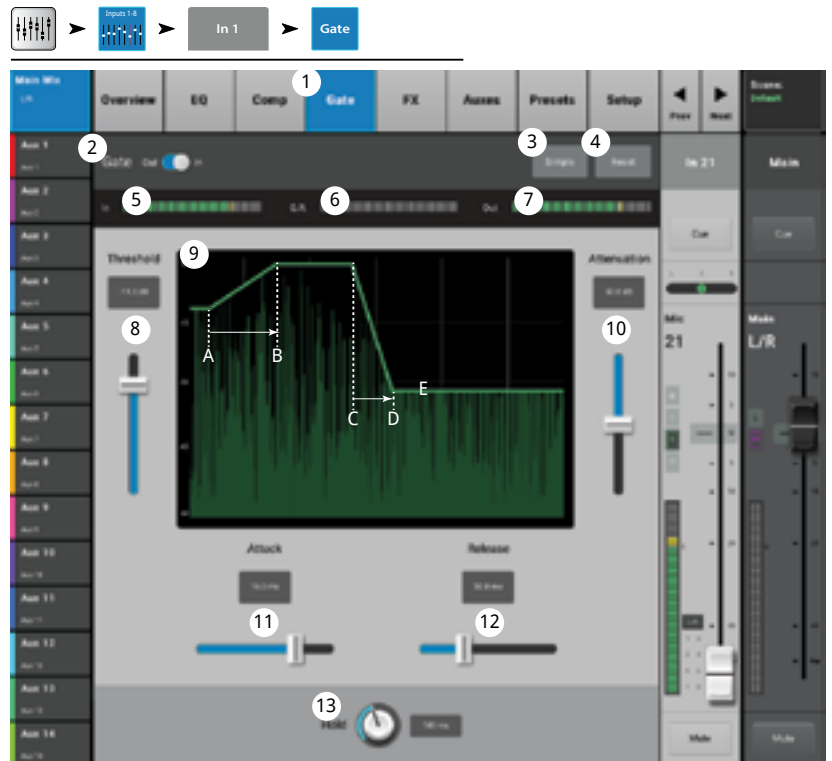 Inputs 1-8
In 1
Gate
1
Main Mix
L/R
Overview
EQ
Comp
Gate
FX
Auxes
Presets
Setup
Prev
Next
Scene:
Default
2
Gate
Out
In
3
Simple
4
Reset
In 21
Main
5
In
6
G/R
7
Out
Cue
Cue
Threshold
9
Attenuation
8
10
A
B
C
D
E
Mic
21
Main
L/R
Attack
Release
11
12
13
Hold
Mute
Mute
Aux 1
Aux 2
Aux 3
Aux 4
Aux 5
Aux 6
Aux 7
Aux 8
Aux 9
Aux 10
Aux 11
Aux 12
Aux 13
Aux 14